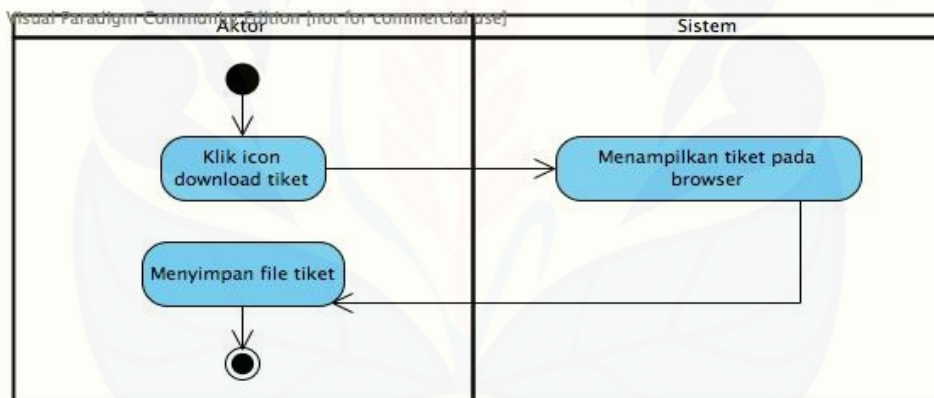 Visual Paradigm Community Edition [not for commercial use]
Aktor
Sistem
Klik icon
download tiket
Menampilkan tiket pada
browser
Menyimpan file tiket